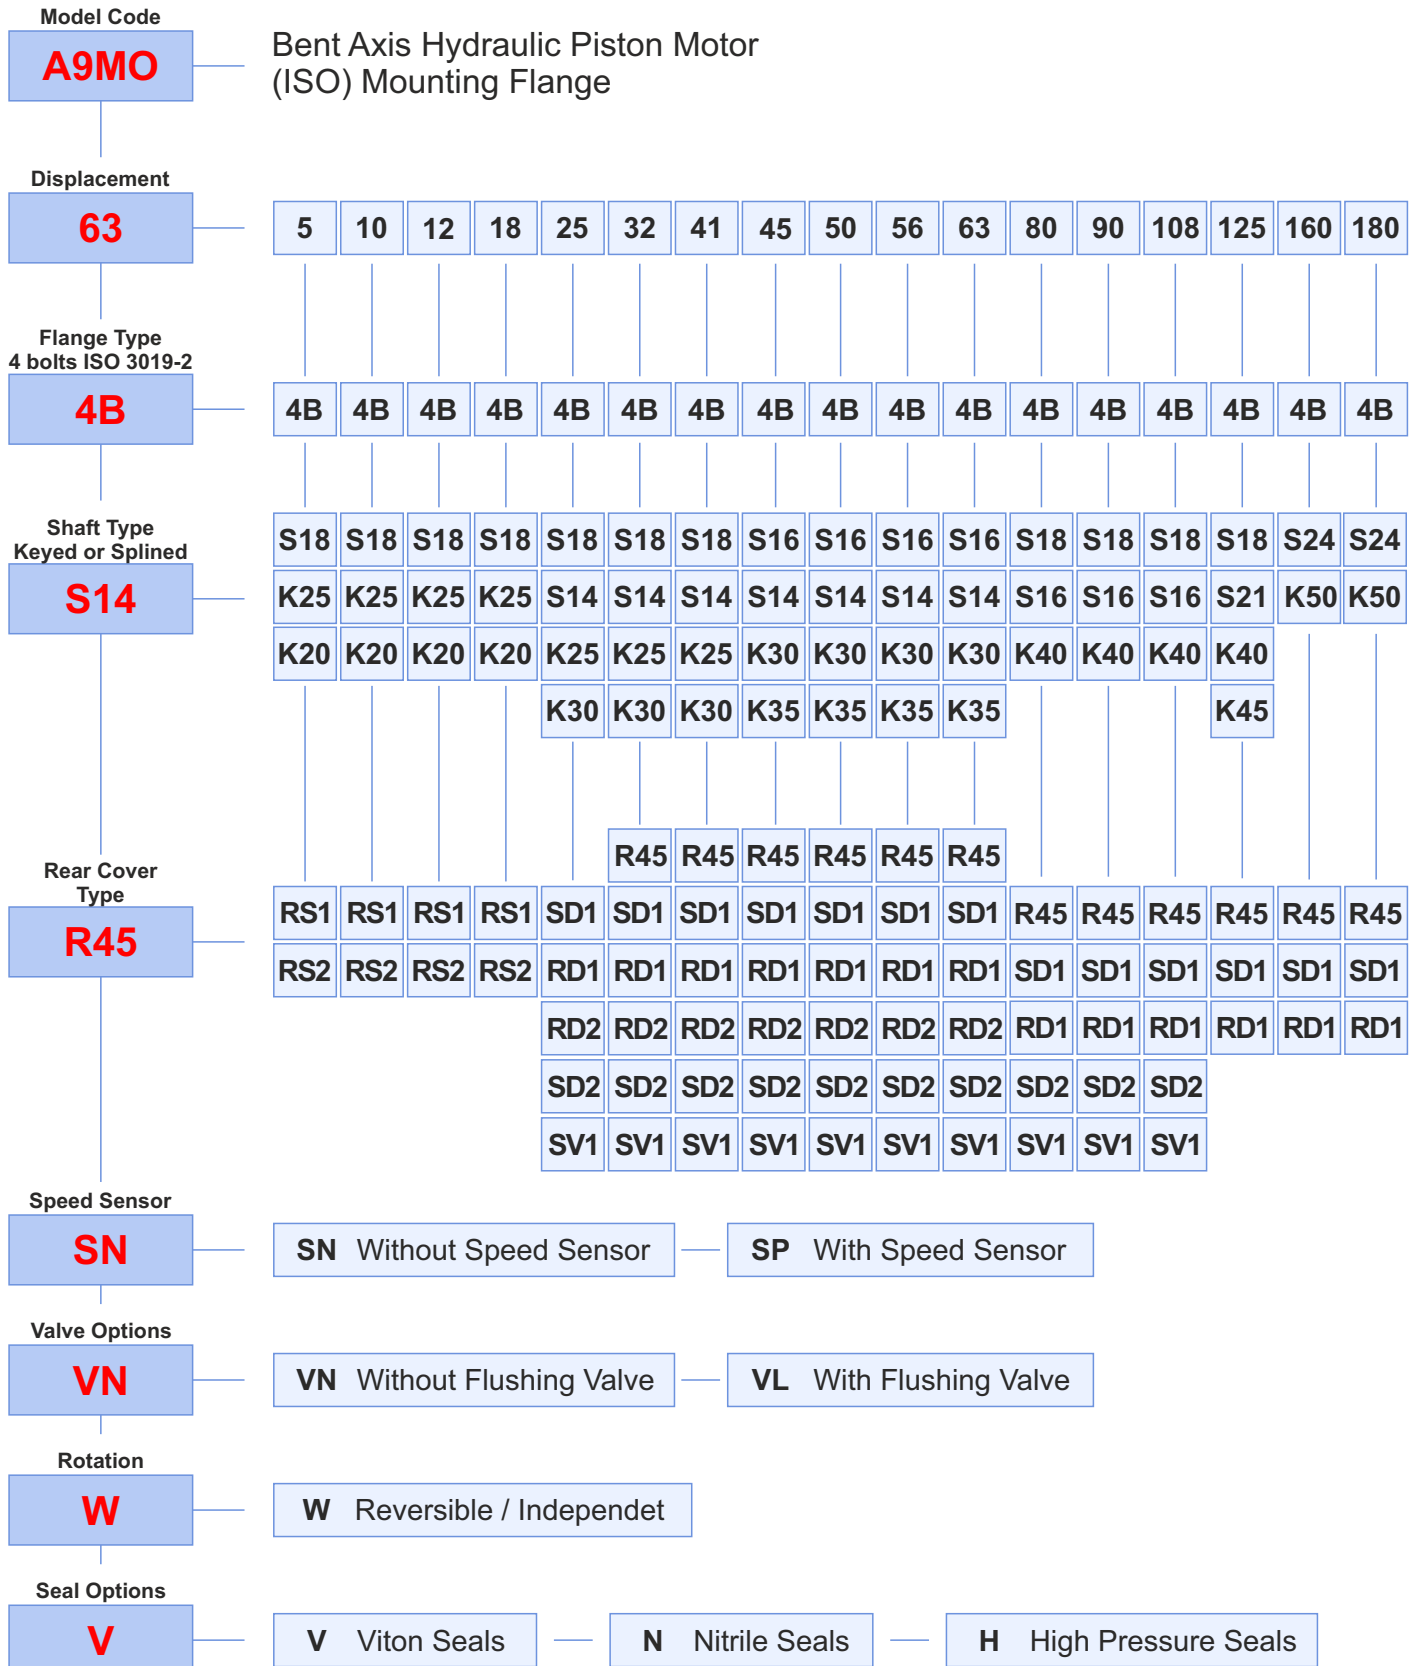 Model Code
A9MO
Bent Axis Hydraulic Piston Motor
(ISO) Mounting Flange
Displacement
63
5 10 12 18 25 32 41 45 50 56 63 80 90 108 125 160 180
Flange Type
4 bolts ISO 3019-2
4B
4B 4B 4B 4B 4B 4B 4B 4B 4B 4B 4B 4B 4B 4B 4B 4B 4B
Shaft Type
Keyed or Splined
S14
S18 S18 S18 S18 S18 S18 S18 S16 S16 S16 S16 S18 S18 S18 S18 S24 S24
K25 K25 K25 K25 S14 S14 S14 S14 S14 S14 S14 S16 S16 S16 S21 K50 K50
K20 K20 K20 K20 K25 K25 K25 K30 K30 K30 K30 K40 K40 K40 K40
K30 K30 K30 K35 K35 K35 K35 K45
Rear Cover
Type
R45
R45 R45 R45 R45 R45 R45
RS1 RS1 RS1 RS1 SD1 SD1 SD1 SD1 SD1 SD1 SD1 R45 R45 R45 R45 R45 R45
RS2 RS2 RS2 RS2 RD1 RD1 RD1 RD1 RD1 RD1 RD1 SD1 SD1 SD1 SD1 SD1 SD1
RD2 RD2 RD2 RD2 RD2 RD2 RD2 RD1 RD1 RD1 RD1 RD1 RD1
SD2 SD2 SD2 SD2 SD2 SD2 SD2 SD2 SD2 SD2
SV1 SV1 SV1 SV1 SV1 SV1 SV1 SV1 SV1 SV1
Speed Sensor
SN
SN Without Speed Sensor SP With Speed Sensor
Valve Options
VN
VN Without Flushing Valve VL With Flushing Valve
Rotation
W
W Reversible / Independet
Seal Options
V
V Viton Seals N Nitrile Seals H High Pressure Seals